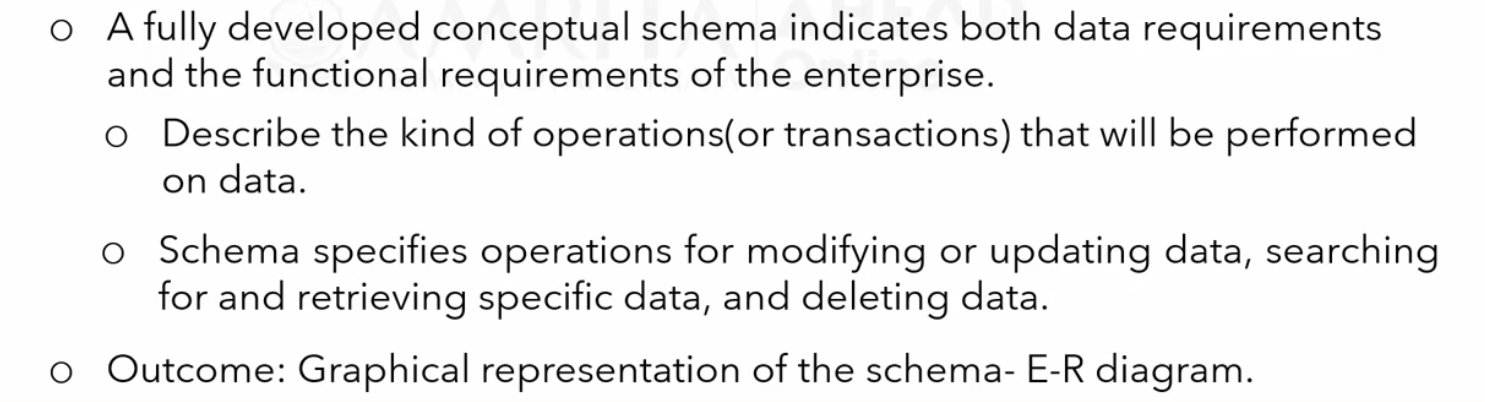 o A fully developed conceptual schema indicates both data requirements
and the functional requirements of the enterprise.
o Describe the kind of operations(or transactions) that will be performed
on data.
o Schema specifies operations for modifying or updating data, searching
for and retrieving specific data, and deleting data.
o Outcome: Graphical representation of the schema- E-R diagram.